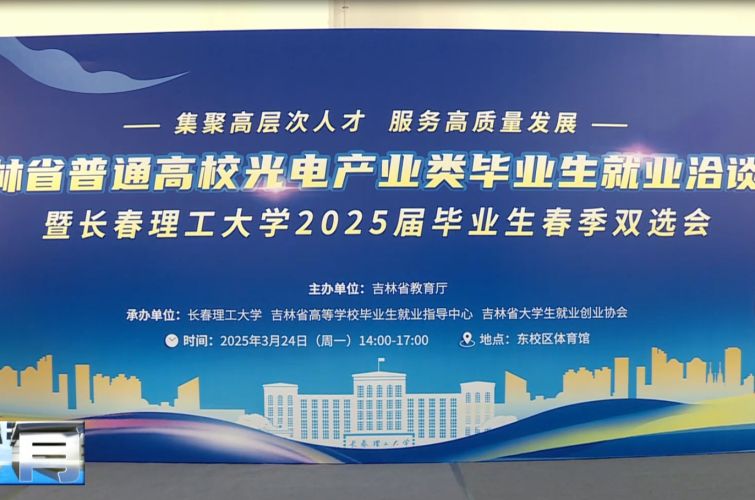 集聚高层次人才 服务高质量发展
林省普通高校光电产业类毕业生就业洽谈
暨长春理工大学2025届毕业生春季双选会
主办单位：吉林省教育厅
承办单位：长春理工大学 吉林省高等学校毕业生就业指导中心 吉林省大学生就业创业协会
时间：2025年3月24日（周一）14:00-17:00 地点：东校区体育馆
长春理工大学